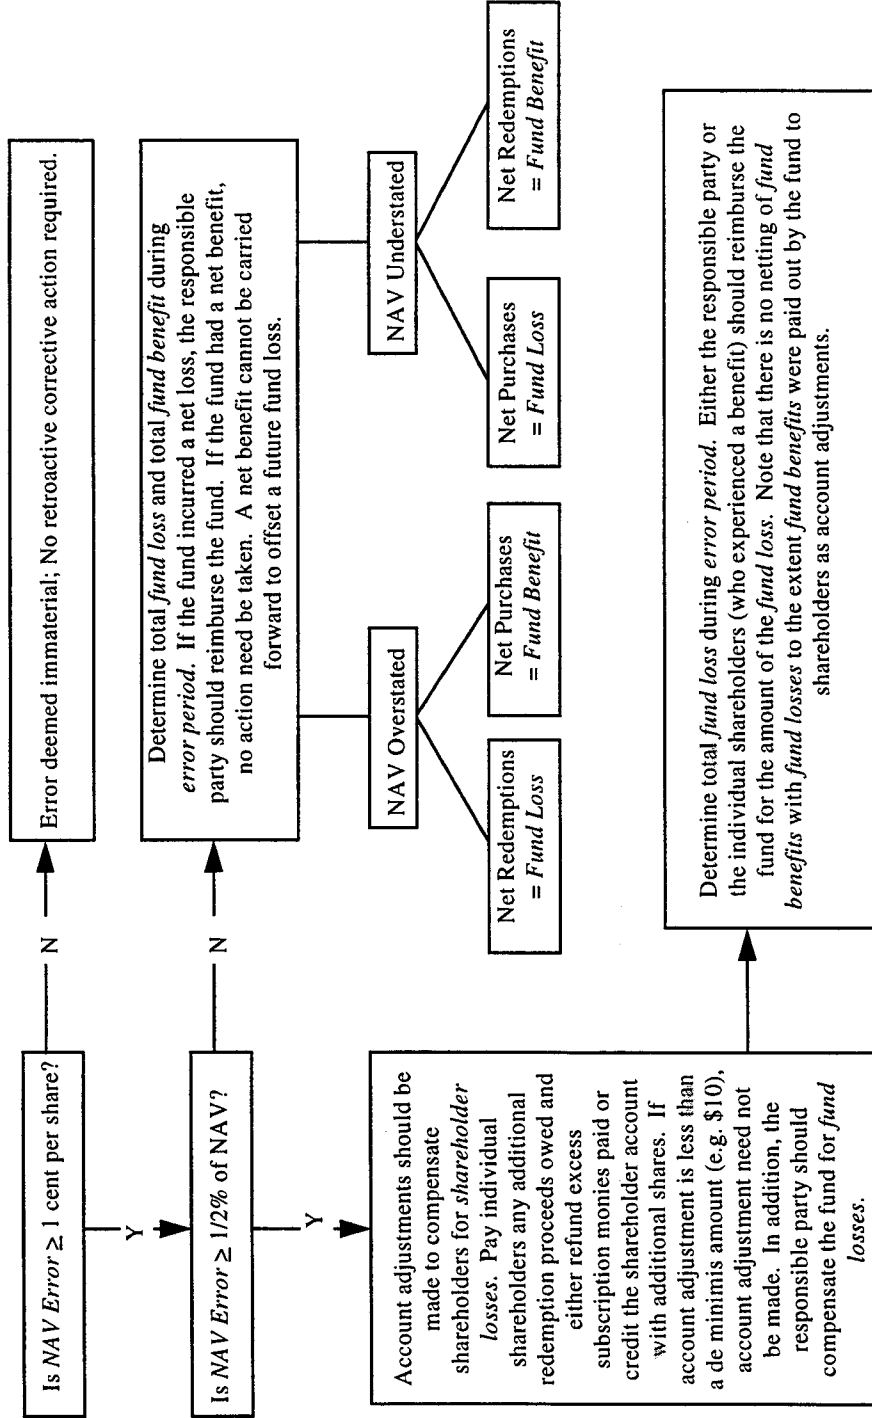 Is NAV Error ≥ 1 cent per share?
N
Error deemed immaterial; No retroactive corrective action required.
Y
Is NAV Error ≥ 1/2% of NAV?
N
Determine total fund loss and total fund benefit during
error period. If the fund incurred a net loss, the responsible
party should reimburse the fund. If the fund had a net benefit,
no action need be taken. A net benefit cannot be carried
forward to offset a future fund loss.
NAV Overstated
NAV Understated
Net Redemptions
= Fund Loss
Net Purchases
= Fund Benefit
Net Purchases
= Fund Loss
Net Redemptions
= Fund Benefit
Y
Account adjustments should be
made to compensate
shareholders for shareholder
losses. Pay individual
shareholders any additional
redemption proceeds owed and
either refund excess
subscription monies paid or
credit the shareholder account
with additional shares. If
account adjustment is less than
a de minimis amount (e.g. $10),
account adjustment need not
be made. In addition, the
responsible party should
compensate the fund for fund
losses.
Determine total fund loss during error period. Either the responsible party or
the individual shareholders (who experienced a benefit) should reimburse the
fund for the amount of the fund loss. Note that there is no netting of fund
benefits with fund losses to the extent fund benefits were paid out by the fund to
shareholders as account adjustments.